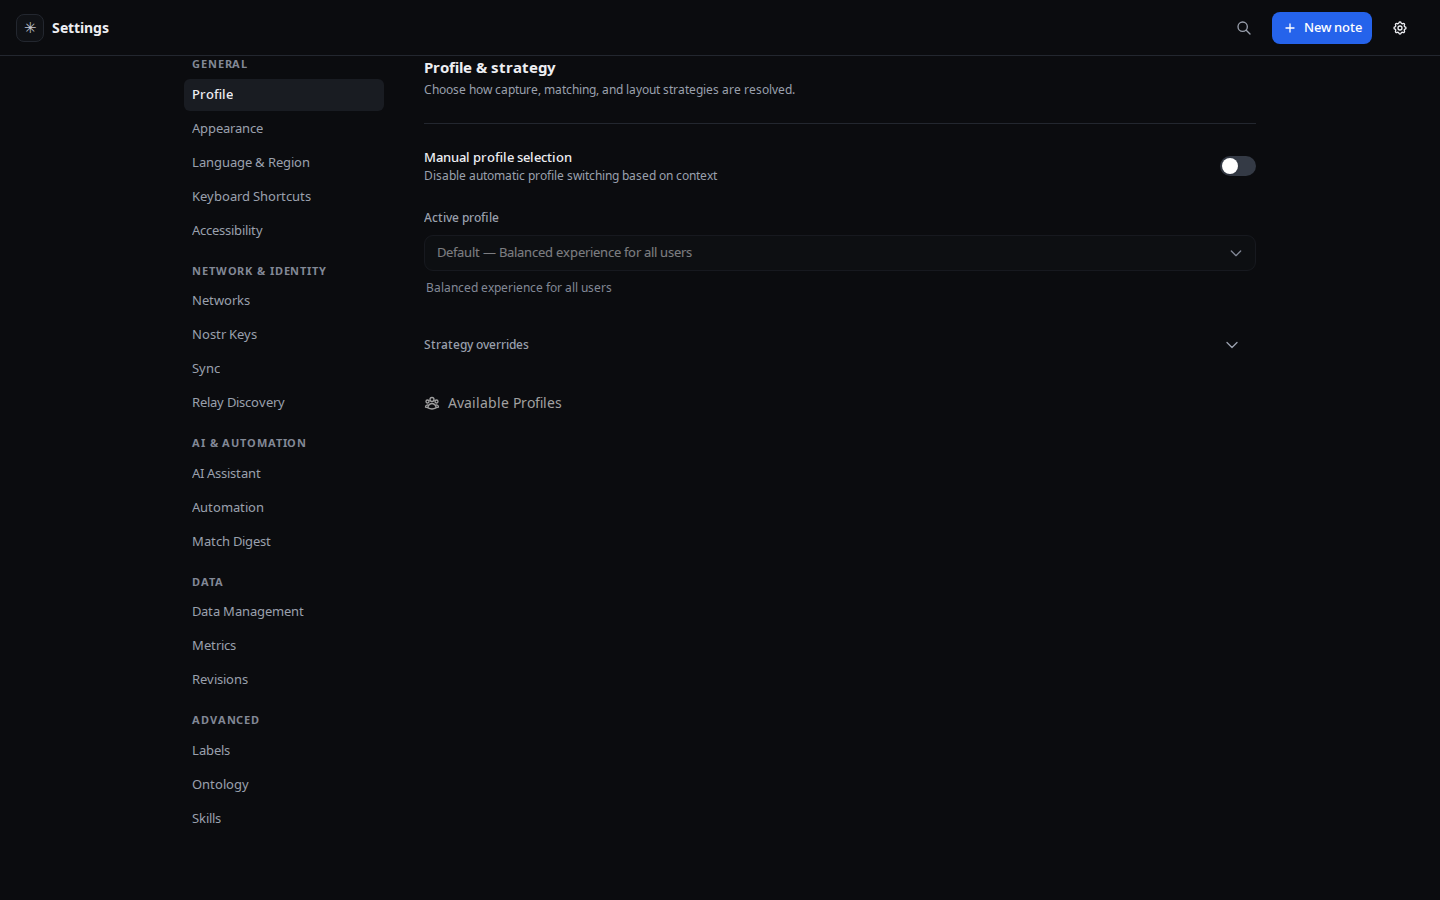 Settings
New note
GENERAL
Profile
Appearance
Language & Region
Keyboard Shortcuts
Accessibility
NETWORK & IDENTITY
Networks
Nostr Keys
Sync
Relay Discovery
AI & AUTOMATION
AI Assistant
Automation
Match Digest
DATA
Data Management
Metrics
Revisions
ADVANCED
Labels
Ontology
Skills
Profile & strategy
Choose how capture, matching, and layout strategies are resolved.
Manual profile selection
Disable automatic profile switching based on context
Active profile
Default — Balanced experience for all users
Balanced experience for all users
Strategy overrides
Available Profiles